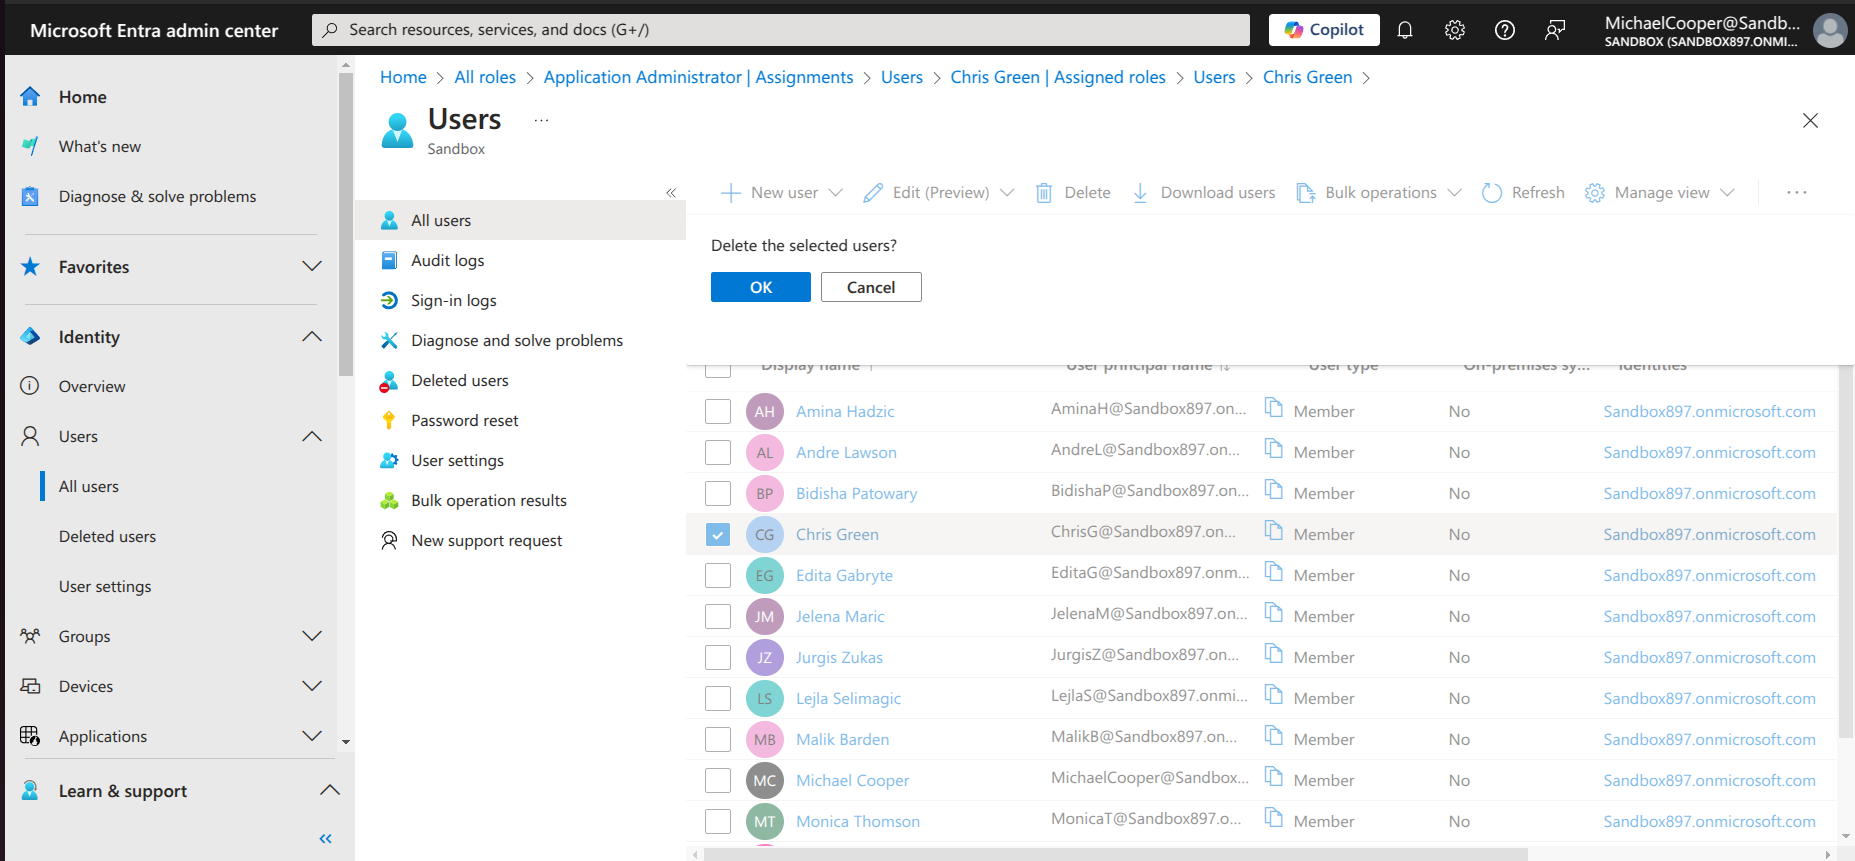 Microsoft Entra admin center
Search resources, services, and docs (G+/)
Copilot
MichaelCooper@Sandb...
SANDBOX (SANDBOX897.ONMI...
Home
What's new
Diagnose & solve problems
Favorites
Identity
Overview
Users
All users
Deleted users
User settings
Groups
Devices
Applications
Learn & support
Home > All roles > Application Administrator | Assignments > Users > Chris Green | Assigned roles > Users > Chris Green >
Users
Sandbox
All users
Audit logs
Sign-in logs
Diagnose and solve problems
Deleted users
Password reset
User settings
Bulk operation results
New support request
New user Edit (Preview) Delete Download users Bulk operations Refresh Manage view
Delete the selected users?
OK Cancel
Display name User principal name User type On-premises sy... Identities
AH Amina Hadzic AminaH@Sandbox897.on... Member No Sandbox897.onmicrosoft.com
AL Andre Lawson AndreL@Sandbox897.on... Member No Sandbox897.onmicrosoft.com
BP Bidisha Patowary BidishaP@Sandbox897.on... Member No Sandbox897.onmicrosoft.com
CG Chris Green ChrisG@Sandbox897.on... Member No Sandbox897.onmicrosoft.com
EG Edita Gabryte EditaG@Sandbox897.onm... Member No Sandbox897.onmicrosoft.com
JM Jelena Maric JelenaM@Sandbox897.on... Member No Sandbox897.onmicrosoft.com
JZ Jurgis Zukas JurgisZ@Sandbox897.on... Member No Sandbox897.onmicrosoft.com
LS Lejla Selimagic LejlaS@Sandbox897.onmi... Member No Sandbox897.onmicrosoft.com
MB Malik Barden MalikB@Sandbox897.on... Member No Sandbox897.onmicrosoft.com
MC Michael Cooper MichaelCooper@Sandbox... Member No Sandbox897.onmicrosoft.com
MT Monica Thomson MonicaT@Sandbox897.o... Member No Sandbox897.onmicrosoft.com